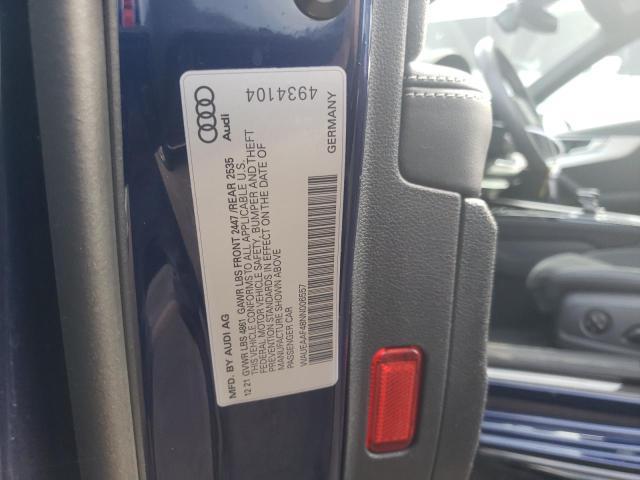 4934104
Audi
GERMANY
MFD. BY AUDI AG
12 21 GVWR LBS 4861 GAWR LBS FRONT 2447/REAR 2535
THIS VEHICLE CONFORMS TO ALL APPLICABLE U.S.
FEDERAL MOTOR VEHICLE SAFETY, BUMPER AND THEFT
PREVENTION STANDARDS IN EFFECT ON THE DATE OF
MANUFACTURE SHOWN ABOVE
PASSENGER CAR
WAUEAAF48NN006557